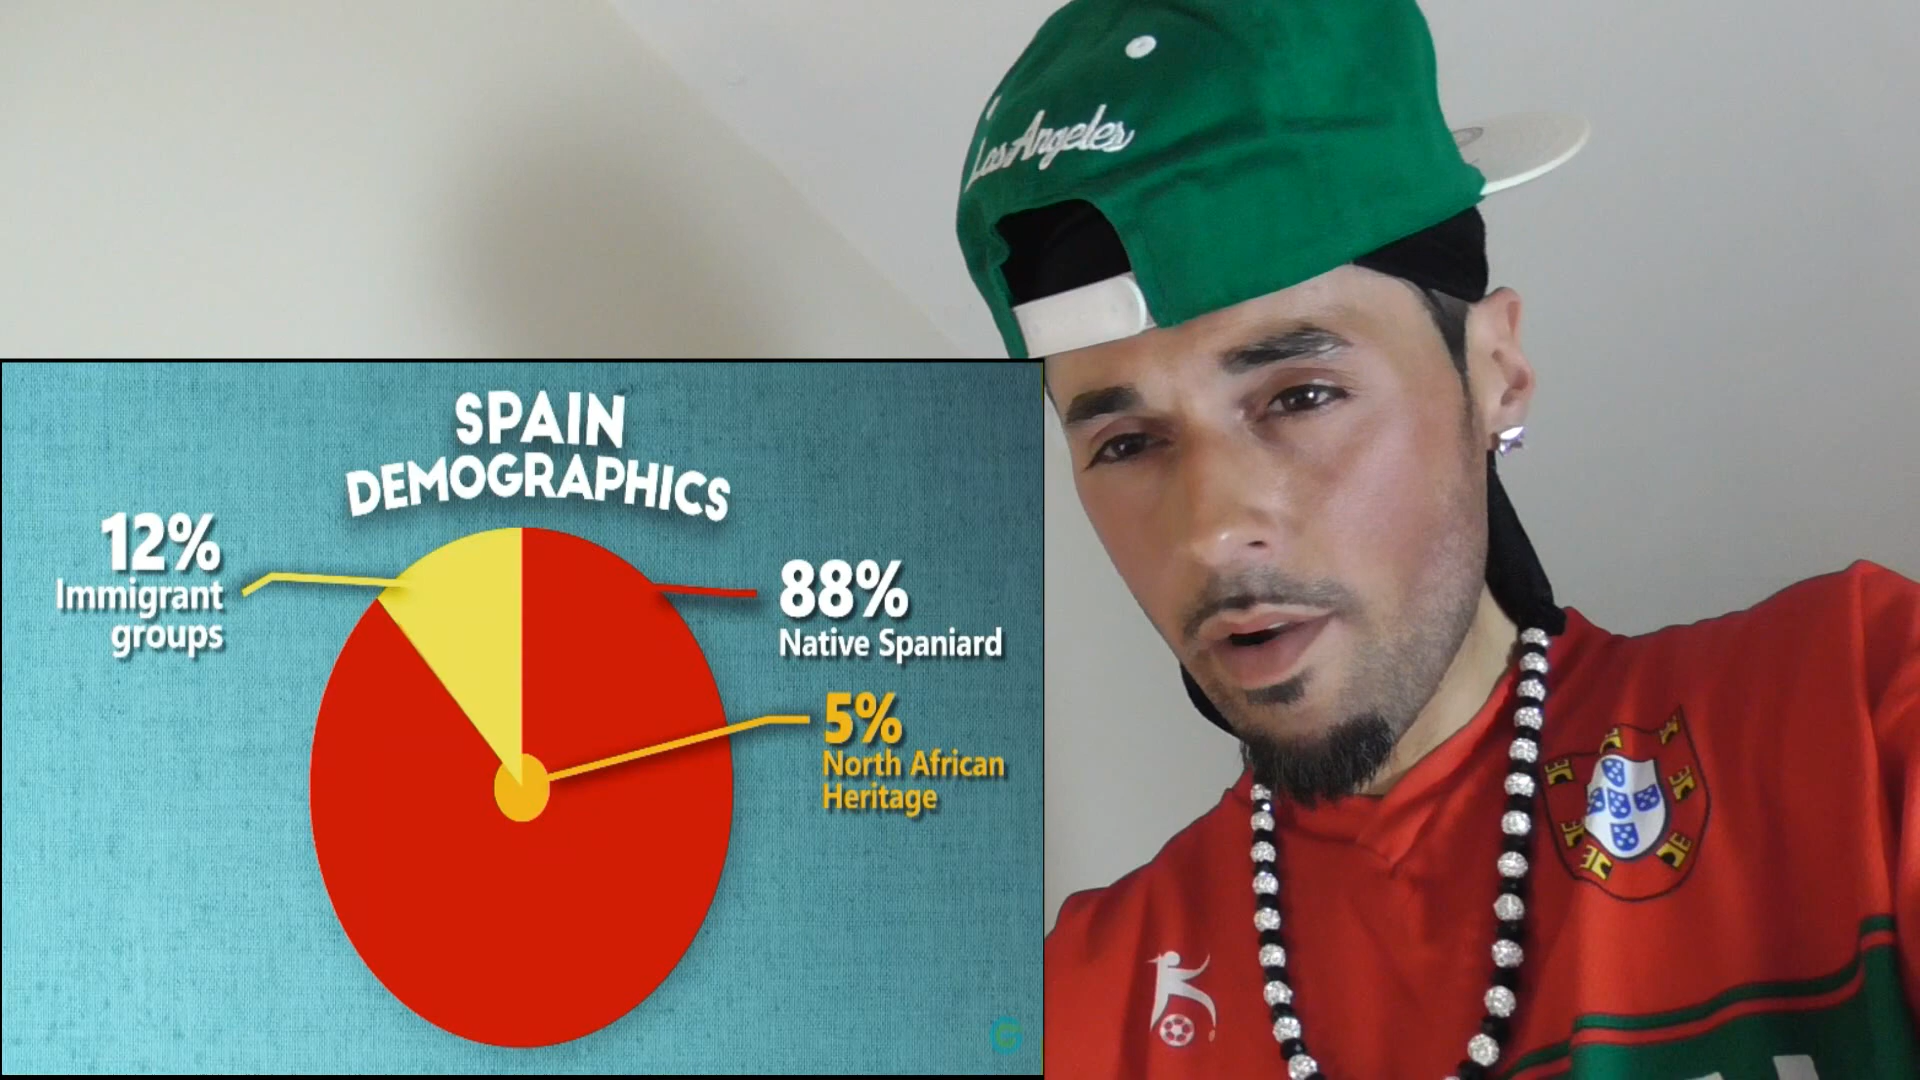 Los Angeles
SPAIN
DEMOGRAPHICS
12%
Immigrant
groups
88%
Native Spaniard
5%
North African
Heritage